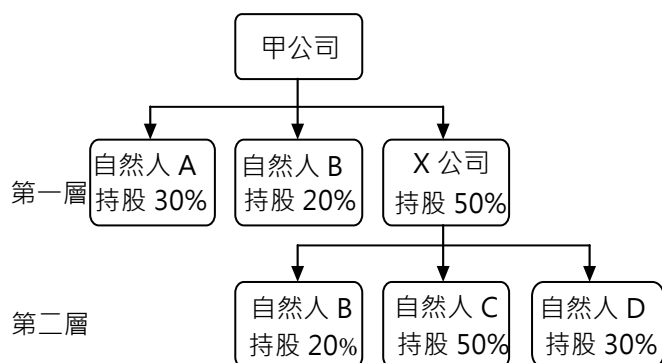 甲公司
自然人 A
持股 30%
自然人 B
持股 20%
X 公司
持股 50%
第一層
自然人 B
持股 20%
自然人 C
持股 50%
自然人 D
持股 30%
第二層